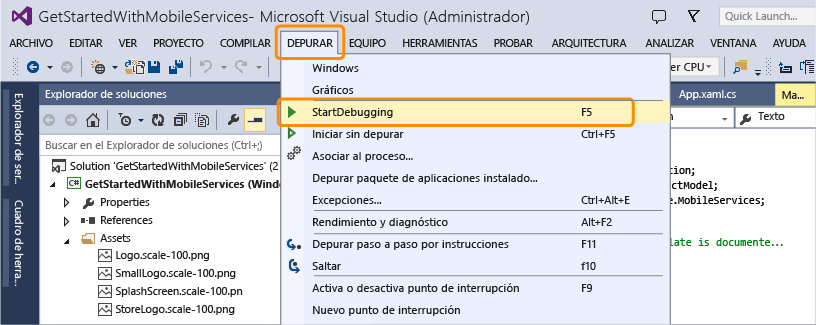 GetStartedWithMobileServices- Microsoft Visual Studio (Administrador)
Quick Launch...
ARCHIVO EDITAR VER PROYECTO COMPILAR DEPURAR EQUIPO HERRAMIENTAS PROBAR ARQUITECTURA ANALIZAR VENTANA AYUDA
Windows
er CPU
Gráficos
Explorador de soluciones
App.xaml.cs
Ma...
StartDebugging F5
Texto
Iniciar sin depurar Ctrl+F5
Buscar en el Explorador de soluciones (Ctrl+;)
Asociar al proceso...
Solution 'GetStartedWithMobileServices' (2
Depurar paquete de aplicaciones instalado...
tion;
C# GetStartedWithMobileServices (Windo
ctModel;
Properties
Excepciones... Ctrl+Alt+E
e.MobileServices;
References
Rendimiento y diagnóstico Alt+F2
Assets
Depurar paso a paso por instrucciones F11
late is documente...
Logo.scale-100.png
SmallLogo.scale-100.png
Saltar f10
SplashScreen.scale-100.pn
Activa o desactiva punto de interrupción F9
StoreLogo.scale-100.png
Nuevo punto de interrupción
Explorador de ser...
Cuadro de herra...